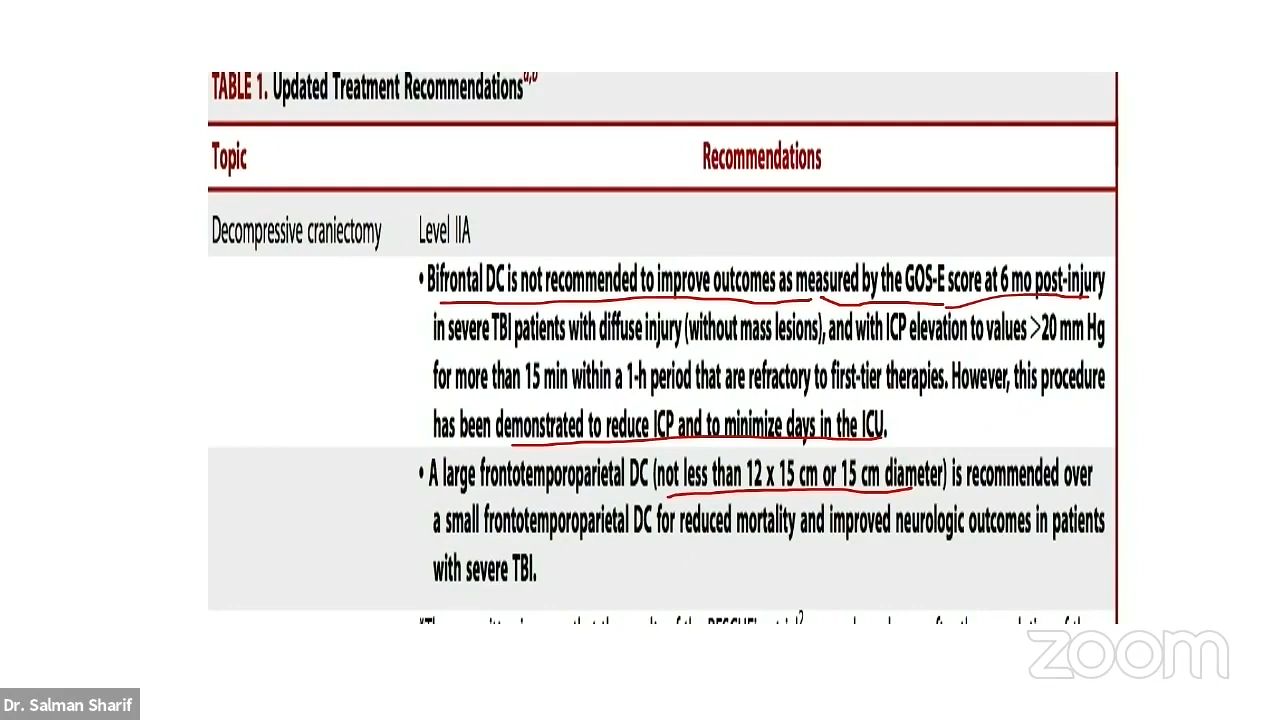 TABLE 1. Updated Treatment Recommendationsa,b
Topic Recommendations
Decompressive craniectomy Level IIA
• Bifrontal DC is not recommended to improve outcomes as measured by the GOS-E score at 6 mo post-injury
in severe TBI patients with diffuse injury (without mass lesions), and with ICP elevation to values >20 mm Hg
for more than 15 min within a 1-h period that are refractory to first-tier therapies. However, this procedure
has been demonstrated to reduce ICP and to minimize days in the ICU.
• A large frontotemporoparietal DC (not less than 12 x 15 cm or 15 cm diameter) is recommended over
a small frontotemporoparietal DC for reduced mortality and improved neurologic outcomes in patients
with severe TBI.
zoom
Dr. Salman Sharif